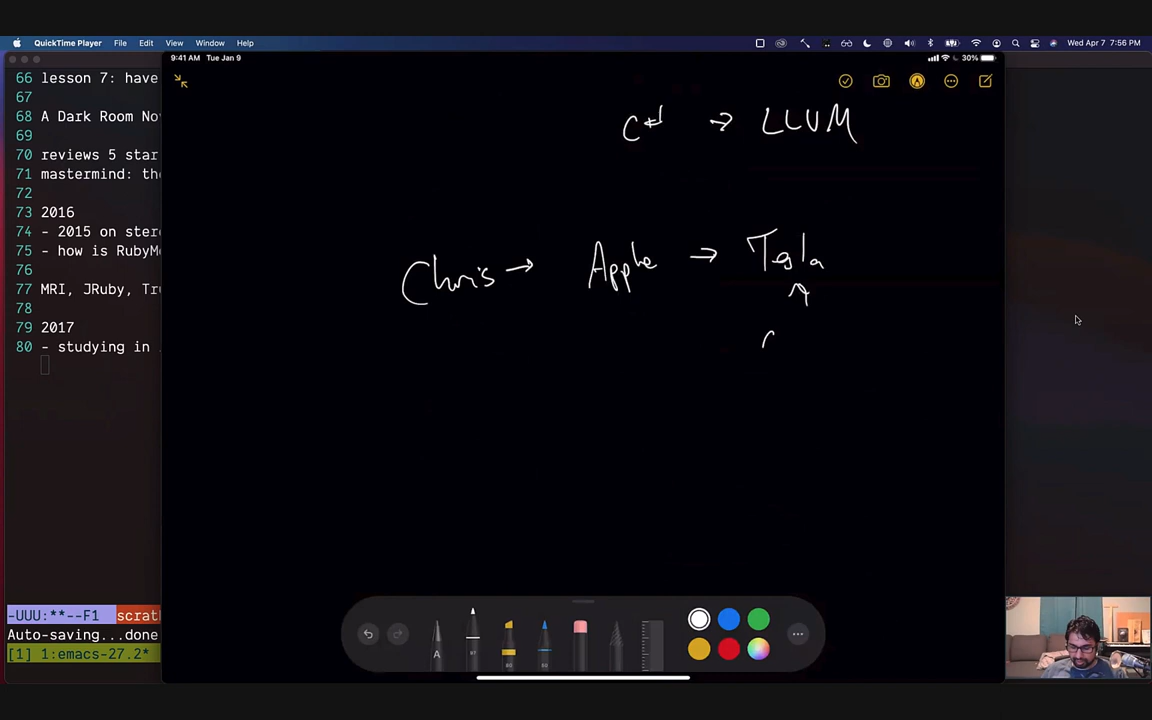 QuickTime Player File Edit View Window Help Wed Apr 7 7:56 PM
9:41 AM Tue Jan 9 30%
66 lesson 7: have
67
68 A Dark Room No
69
70 reviews 5 star
71 mastermind: th
72
73 2016
74 - 2015 on ster
75 - how is RubyM
76
77 MRI, JRuby, Tr
78
79 2017
80 - studying in
C# → LLVM
Chris → Apple → Tesla
-UUU:**--F1 scrat
Auto-saving...done
[1] 1:emacs-27.2*
A